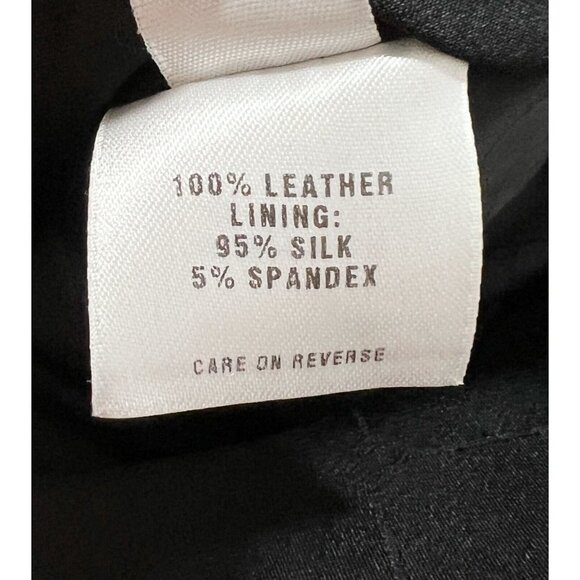 100% LEATHER
LINING:
95% SILK
5% SPANDEX
CARE ON REVERSE